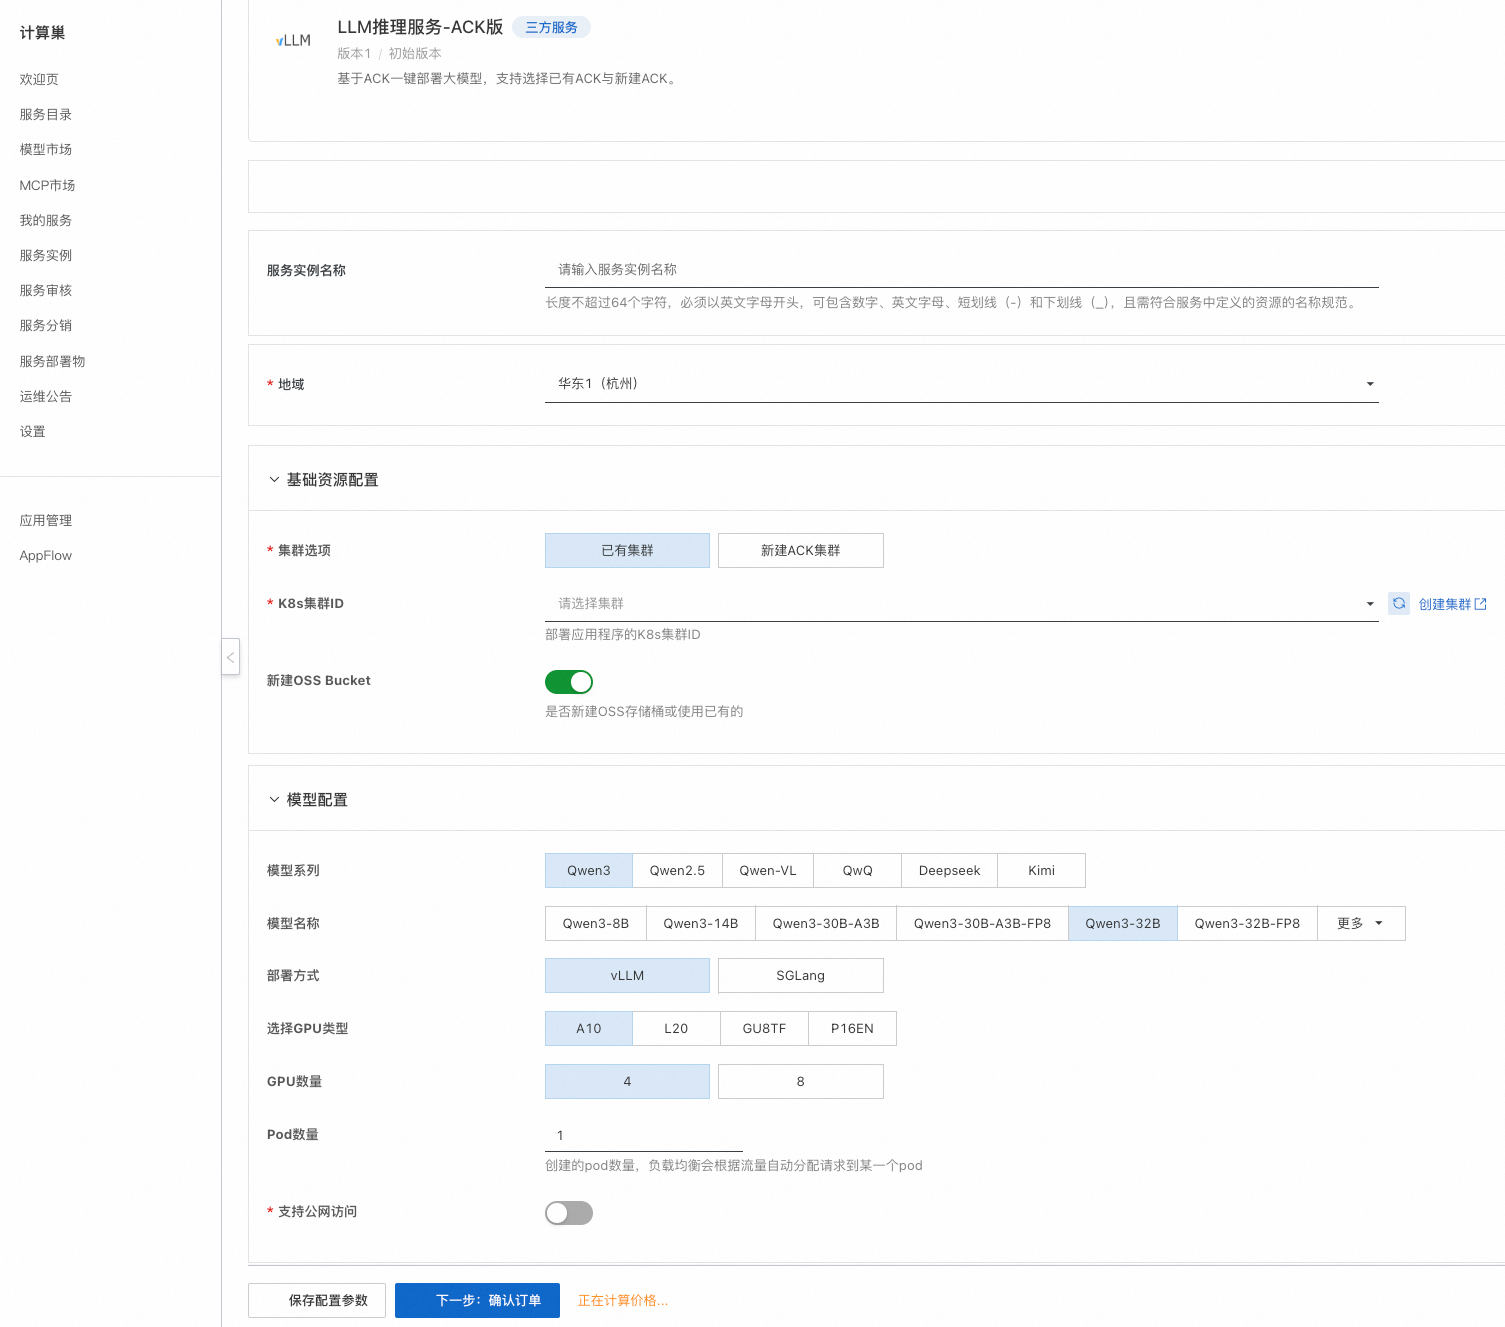 计算巢
欢迎页
服务目录
模型市场
MCP市场
我的服务
服务实例
服务审核
服务分销
服务部署物
运维公告
设置
应用管理
AppFlow
vLLM
LLM推理服务-ACK版 三方服务
版本1 / 初始版本
基于ACK一键部署大模型，支持选择已有ACK与新建ACK。
服务实例名称 请输入服务实例名称
长度不超过64个字符，必须以英文字母开头，可包含数字、英文字母、短划线（-）和下划线（_），且需符合服务中定义的资源的名称规范。
* 地域 华东1（杭州）
基础资源配置
* 集群选项 已有集群 新建ACK集群
* K8s集群ID 请选择集群 创建集群
部署应用程序的K8s集群ID
新建OSS Bucket
是否新建OSS存储桶或使用已有的
模型配置
模型系列 Qwen3 Qwen2.5 Qwen-VL QwQ Deepseek Kimi
模型名称 Qwen3-8B Qwen3-14B Qwen3-30B-A3B Qwen3-30B-A3B-FP8 Qwen3-32B Qwen3-32B-FP8 更多
部署方式 vLLM SGLang
选择GPU类型 A10 L20 GU8TF P16EN
GPU数量 4 8
Pod数量 1
创建的pod数量，负载均衡会根据流量自动分配请求到某一个pod
* 支持公网访问
保存配置参数 下一步：确认订单 正在计算价格...